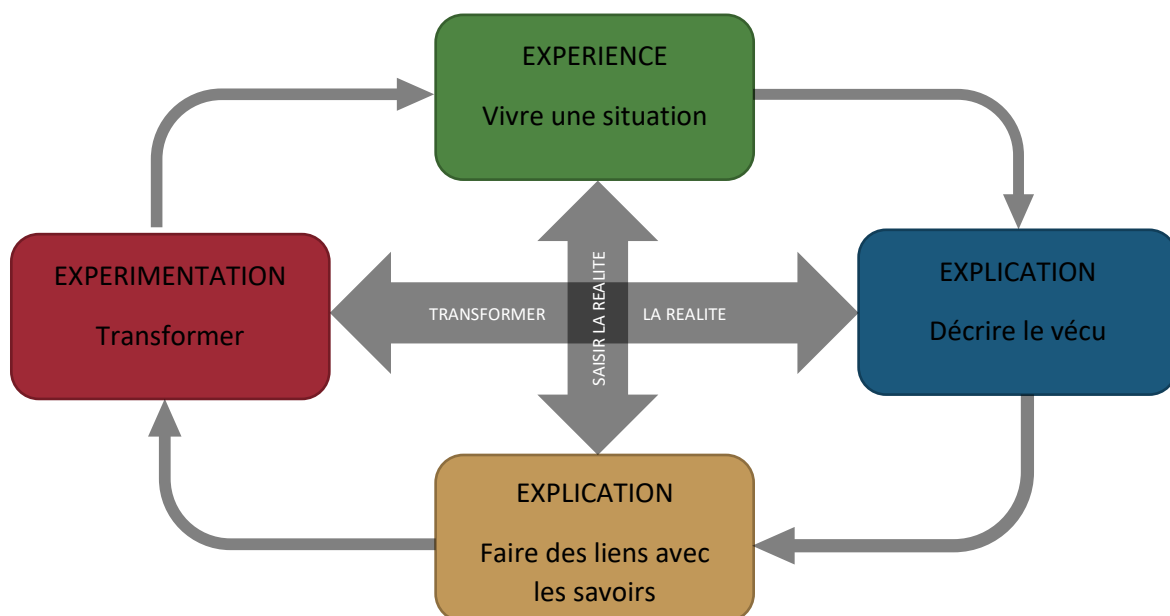 EXPERIENCE
Vivre une situation
EXPERIMENTATION
Transformer
TRANSFORMER
SAISIR LA REALITE
LA REALITE
EXPLICATION
Décrire le vécu
EXPLICATION
Faire des liens avec
les savoirs